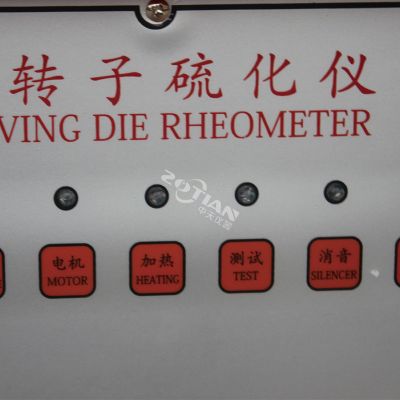 转子硫化仪
VING DIE RHEOMETER
ZOTIAN
中天仪器
电机
MOTOR
加热
HEATING
测试
TEST
消音
SILENCER